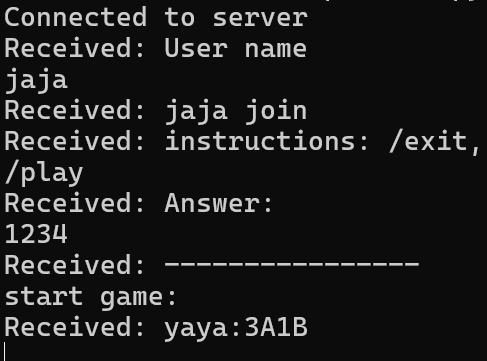 Connected to server
Received: User name
jaja
Received: jaja join
Received: instructions: /exit,
/play
Received: Answer:
1234
Received: ----------------
start game:
Received: yaya:3A1B